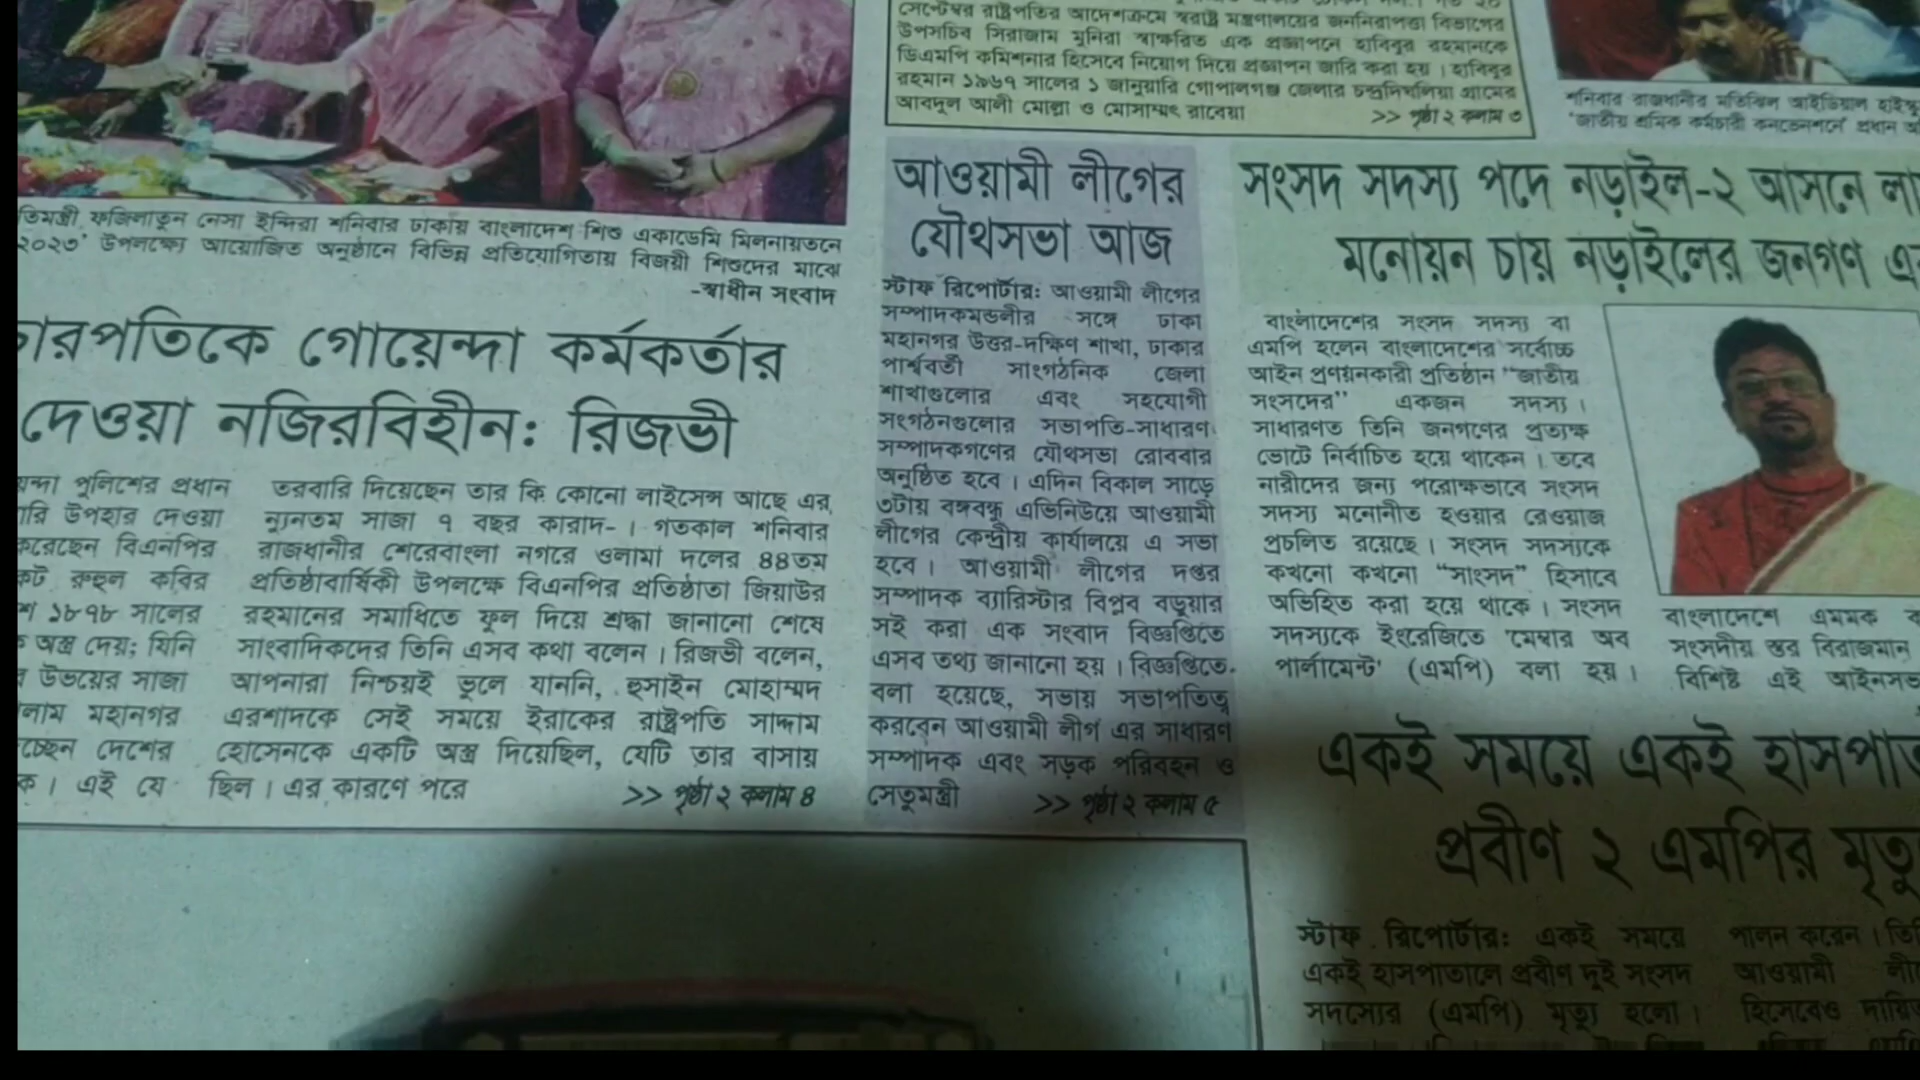 সেপ্টেম্বর রাষ্ট্রপতির আদেশক্রমে স্বরাষ্ট্র মন্ত্রণালয়ের জননিরাপত্তা বিভাগের
উপসচিব সিরাজাম মুনিরা স্বাক্ষরিত এক প্রজ্ঞাপনে হাবিবুর রহমানকে
ডিএমপি কমিশনার হিসেবে নিয়োগ দিয়ে প্রজ্ঞাপন জারি করা হয়। হাবিবুর
রহমান ১৯৬৭ সালের ১ জানুয়ারি গোপালগঞ্জ জেলার চন্দ্রদিঘলিয়া গ্রামের
আবদুল আলী মোল্লা ও মোসাম্মৎ রাবেয়া >> পৃষ্ঠা ২ কলাম ৩
শনিবার রাজধানীর মতিঝিল আইডিয়াল
'জাতীয় শ্রমিক কর্মচারী কনভেনশনে' প্রধান
তিমন্ত্রী ফজিলাতুন নেসা ইন্দিরা শনিবার ঢাকায় বাংলাদেশ শিশু একাডেমি মিলনায়তনে
২০২৩' উপলক্ষ্যে আয়োজিত অনুষ্ঠানে বিভিন্ন প্রতিযোগিতায় বিজয়ী শিশুদের মাঝে
-স্বাধীন সংবাদ
চারপতিকে গোয়েন্দা কর্মকর্তার
দেওয়া নজিরবিহীন: রিজভী
য়ন্দা পুলিশের প্রধান
রি উপহার দেওয়া
করেছেন বিএনপির
কট রুহুল কবির
শ ১৮৭৮ সালের
অস্ত্র দেয়; যিনি
উভয়ের সাজা
লাম মহানগর
চ্ছেন দেশের
ক। এই যে
তরবারি দিয়েছেন তার কি কোনো লাইসেন্স আছে এর
ন্যুনতম সাজা ৭ বছর কারাদ-। গতকাল শনিবার
রাজধানীর শেরেবাংলা নগরে ওলামা দলের ৪৪তম
প্রতিষ্ঠাবার্ষিকী উপলক্ষে বিএনপির প্রতিষ্ঠাতা জিয়াউর
রহমানের সমাধিতে ফুল দিয়ে শ্রদ্ধা জানানো শেষে
সাংবাদিকদের তিনি এসব কথা বলেন। রিজভী বলেন,
আপনারা নিশ্চয়ই ভুলে যাননি, হুসাইন মোহাম্মদ
এরশাদকে সেই সময়ে ইরাকের রাষ্ট্রপতি সাদ্দাম
হোসেনকে একটি অস্ত্র দিয়েছিল, যেটি তার বাসায়
ছিল। এর কারণে পরে >> পৃষ্ঠা ২ কলাম ৪
আওয়ামী লীগের
যৌথসভা আজ
স্টাফ রিপোর্টার: আওয়ামী লীগের
সম্পাদকমন্ডলীর সঙ্গে ঢাকা
মহানগর উত্তর-দক্ষিণ শাখা, ঢাকার
পার্শ্ববর্তী সাংগঠনিক জেলা
শাখাগুলোর এবং সহযোগী
সংগঠনগুলোর সভাপতি-সাধারণ
সম্পাদকগণের যৌথসভা রোববার
অনুষ্ঠিত হবে। এদিন বিকাল সাড়ে
৩টায় বঙ্গবন্ধু এভিনিউয়ে আওয়ামী
লীগের কেন্দ্রীয় কার্যালয়ে এ সভা
হবে। আওয়ামী লীগের দপ্তর
সম্পাদক ব্যারিস্টার বিপ্লব বড়ুয়ার
সই করা এক সংবাদ বিজ্ঞপ্তিতে
এসব তথ্য জানানো হয়। বিজ্ঞপ্তিতে
বলা হয়েছে, সভায় সভাপতিত্ব
করবেন আওয়ামী লীগ এর সাধারণ
সম্পাদক এবং সড়ক পরিবহন ও
সেতুমন্ত্রী >> পৃষ্ঠা ২ কলাম ৫
সংসদ সদস্য পদে নড়াইল-২ আসনে লা
মনোয়ন চায় নড়াইলের জনগণ এ
বাংলাদেশের সংসদ সদস্য বা
এমপি হলেন বাংলাদেশের সর্বোচ্চ
আইন প্রণয়নকারী প্রতিষ্ঠান "জাতীয়
সংসদের" একজন সদস্য।
সাধারণত তিনি জনগণের প্রত্যক্ষ
ভোটে নির্বাচিত হয়ে থাকেন। তবে
নারীদের জন্য পরোক্ষভাবে সংসদ
সদস্য মনোনীত হওয়ার রেওয়াজ
প্রচলিত রয়েছে। সংসদ সদস্যকে
কখনো কখনো "সাংসদ" হিসাবে
অভিহিত করা হয়ে থাকে। সংসদ
সদস্যকে ইংরেজিতে 'মেম্বার অব
পার্লামেন্ট' (এমপি) বলা হয়।
বাংলাদেশে এমমক
সংসদীয় স্তর বিরাজমান
বিশিষ্ট এই আইনসভ
একই সময়ে একই হাসপাত
প্রবীণ ২ এমপির মৃত্যু
স্টাফ রিপোর্টার: একই সময়ে
একই হাসপাতালে প্রবীণ দুই সংসদ
সদস্যের (এমপি) মৃত্যু হলো।
পালন করেন। তি
আওয়ামী লী
হিসেবেও দায়ি